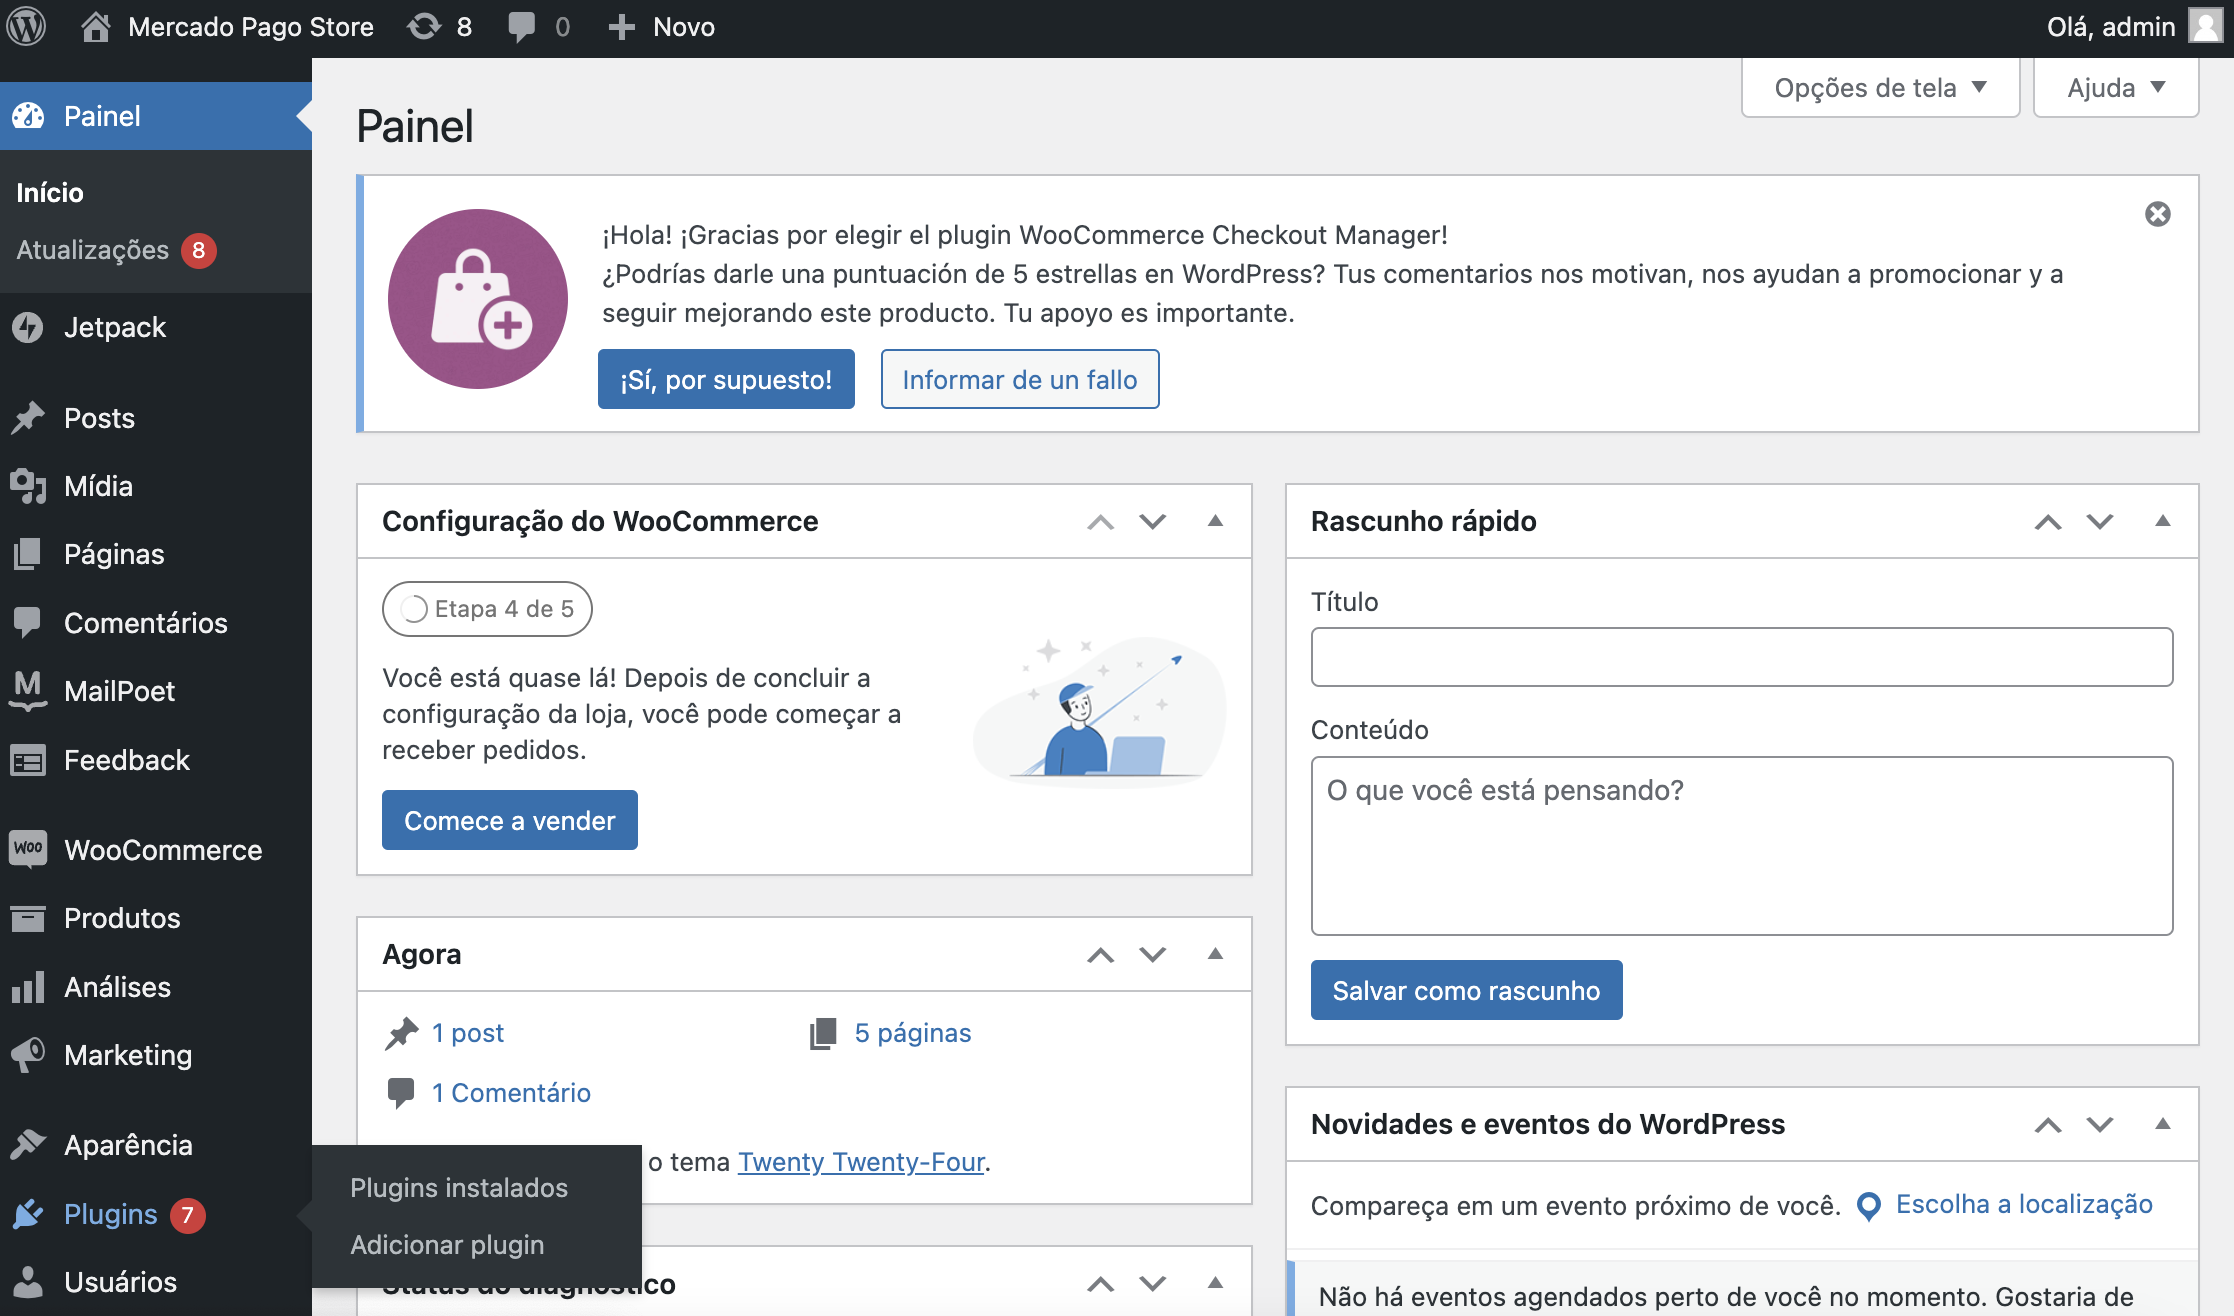 Mercado Pago Store
8
0
Novo
Olá, admin
Painel
Início
Atualizações 8
Jetpack
Posts
Mídia
Páginas
Comentários
M MailPoet
Feedback
Woo WooCommerce
Produtos
Análises
Marketing
Aparência
Plugins 7
Usuários
Plugins instalados
Adicionar plugin
Opções de tela
Ajuda
Painel
¡Hola! ¡Gracias por elegir el plugin WooCommerce Checkout Manager!
¿Podrías darle una puntuación de 5 estrellas en WordPress? Tus comentarios nos motivan, nos ayudan a promocionar y a
seguir mejorando este producto. Tu apoyo es importante.
¡Sí, por supuesto!
Informar de un fallo
Configuração do WooCommerce
Etapa 4 de 5
Você está quase lá! Depois de concluir a
configuração da loja, você pode começar a
receber pedidos.
Comece a vender
Agora
1 post
5 páginas
1 Comentário
o tema Twenty Twenty-Four.
Status do diagnóstico
Rascunho rápido
Título
Conteúdo
O que você está pensando?
Salvar como rascunho
Novidades e eventos do WordPress
Compareça em um evento próximo de você.
Escolha a localização
Não há eventos agendados perto de você no momento. Gostaria de